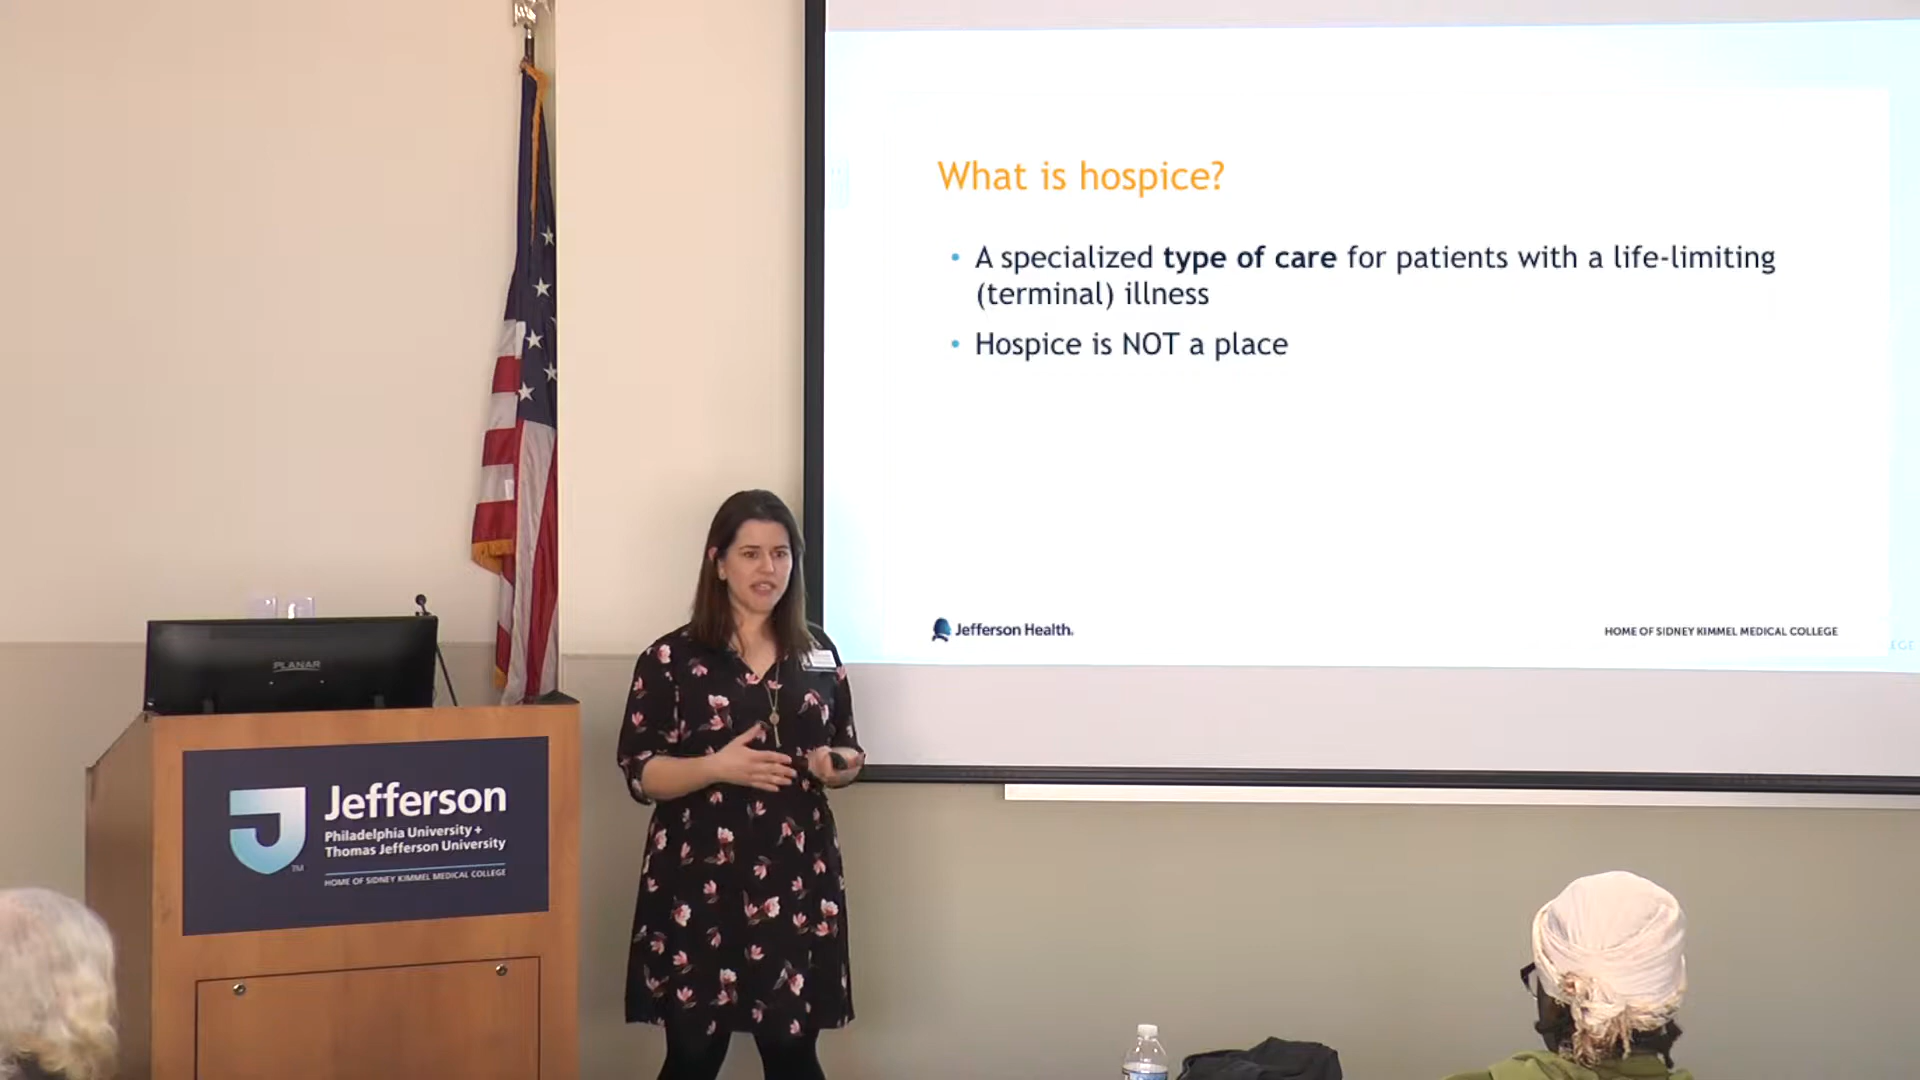 What is hospice?
• A specialized type of care for patients with a life-limiting
(terminal) illness
• Hospice is NOT a place
Jefferson Health.
HOME OF SIDNEY KIMMEL MEDICAL COLLEGE
EGE
PLANAR
Jefferson
Philadelphia University +
Thomas Jefferson University
TM
HOME OF SIDNEY KIMMEL MEDICAL COLLEGE